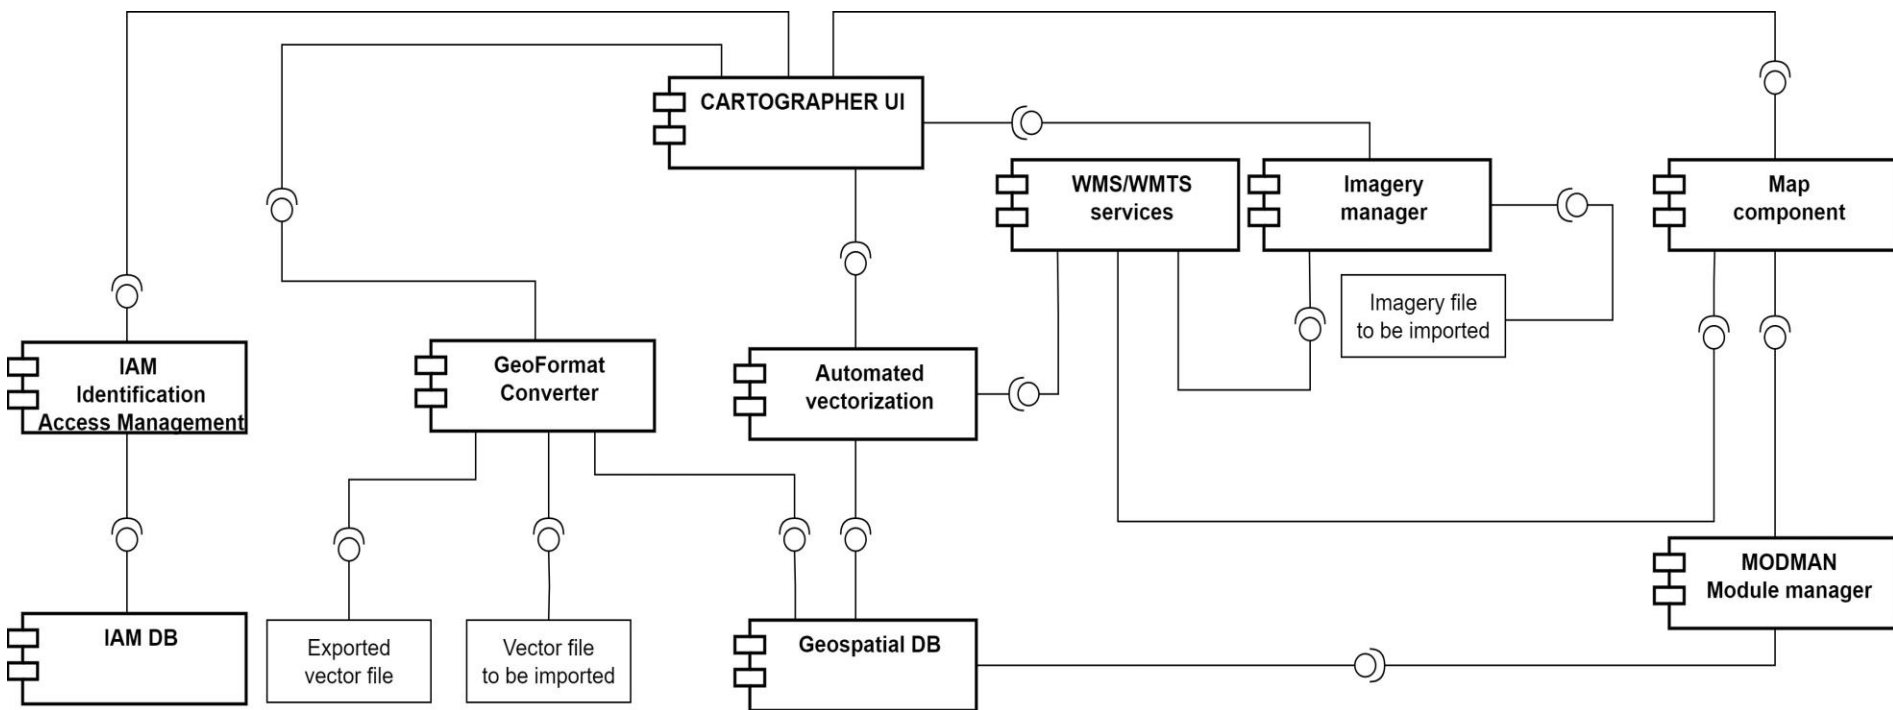 CARTOGRAPHER UI
WMS/WMTS
services
Imagery
manager
Map
component
Imagery file
to be imported
IAM
Identification
Access Management
GeoFormat
Converter
Automated
vectorization
MODMAN
Module manager
IAM DB
Exported
vector file
Vector file
to be imported
Geospatial DB